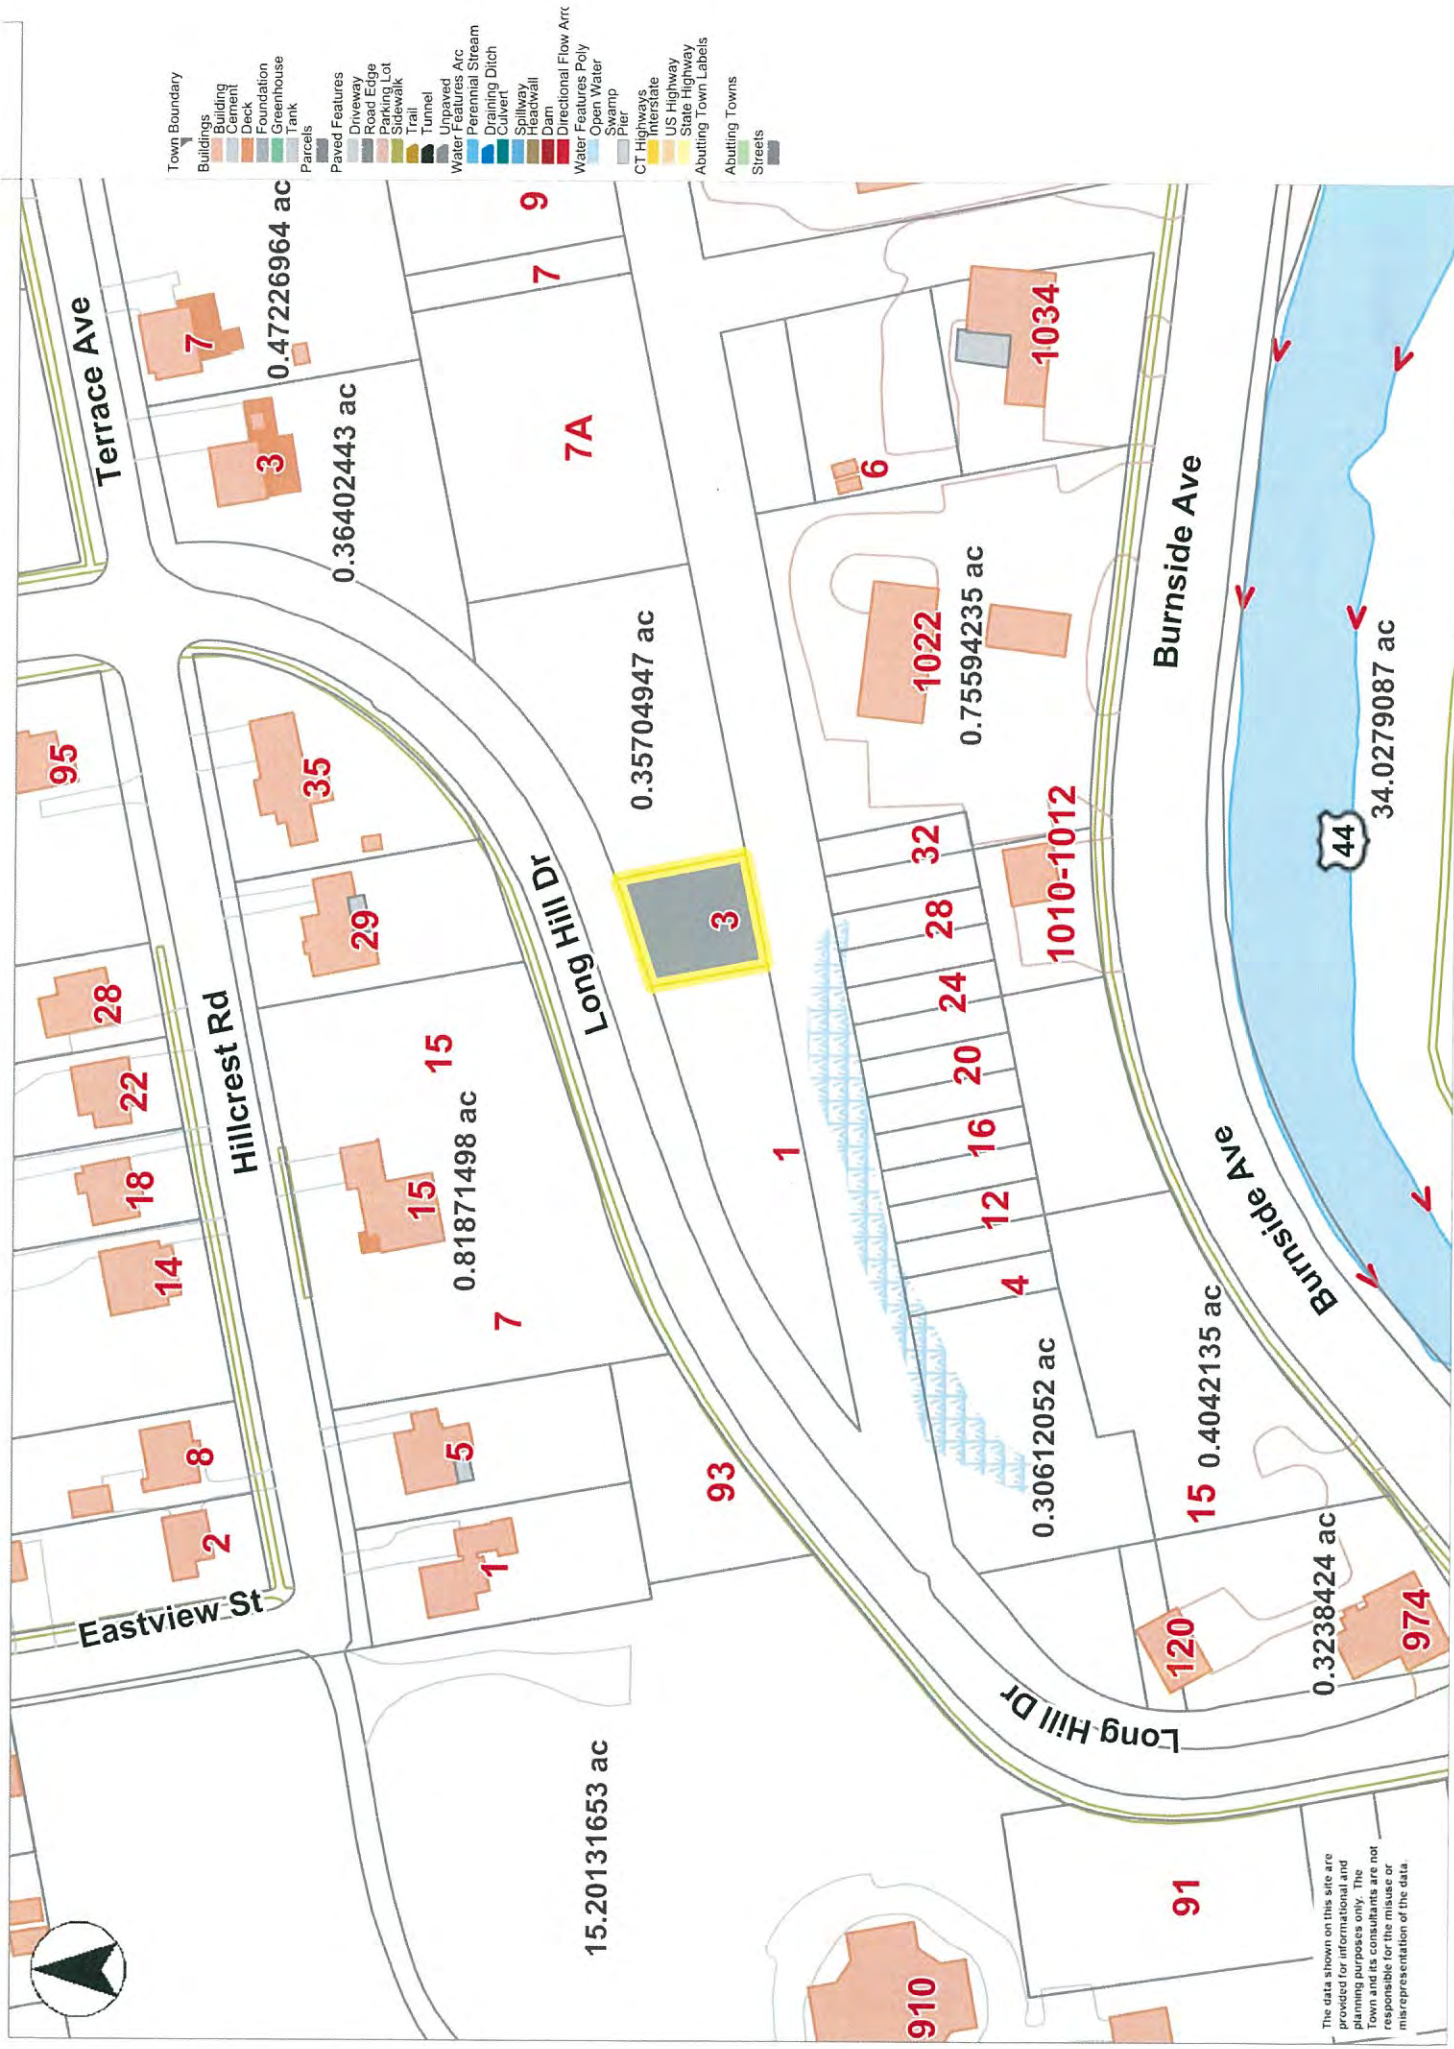 Eastview St
2
8
14
18
22
28
95
Hillcrest Rd
Terrace Ave
1
5
7
15
0.81871498 ac
15
29
35
3
7
0.36402443 ac
0.47226964 ac
93
Long Hill Dr
15.20131653 ac
1
3
0.35704947 ac
7A
7
9
910
4
12
16
20
24
28
32
1022
0.75594235 ac
6
1034
0.30612052 ac
1010-1012
Long Hill Dr
91
120
15
0.4042135 ac
Burnside Ave
Burnside Ave
0.3238424 ac
974
44
34.0279087 ac
Town Boundary
Buildings
Building
Cement
Deck
Foundation
Greenhouse
Tank
Parcels
Paved Features
Driveway
Road Edge
Parking Lot
Sidewalk
Trail
Tunnel
Unpaved
Water Features Arc
Perennial Stream
Draining Ditch
Culvert
Spillway
Headwall
Dam
Directional Flow Arrc
Water Features Poly
Open Water
Swamp
Pier
CT Highways
Interstate
US Highway
State Highway
Abutting Town Labels
Abutting Towns
Streets
The data shown on this site are
provided for informational and
planning purposes only. The
Town and its consultants are not
responsible for the misuse or
misrepresentation of the data.